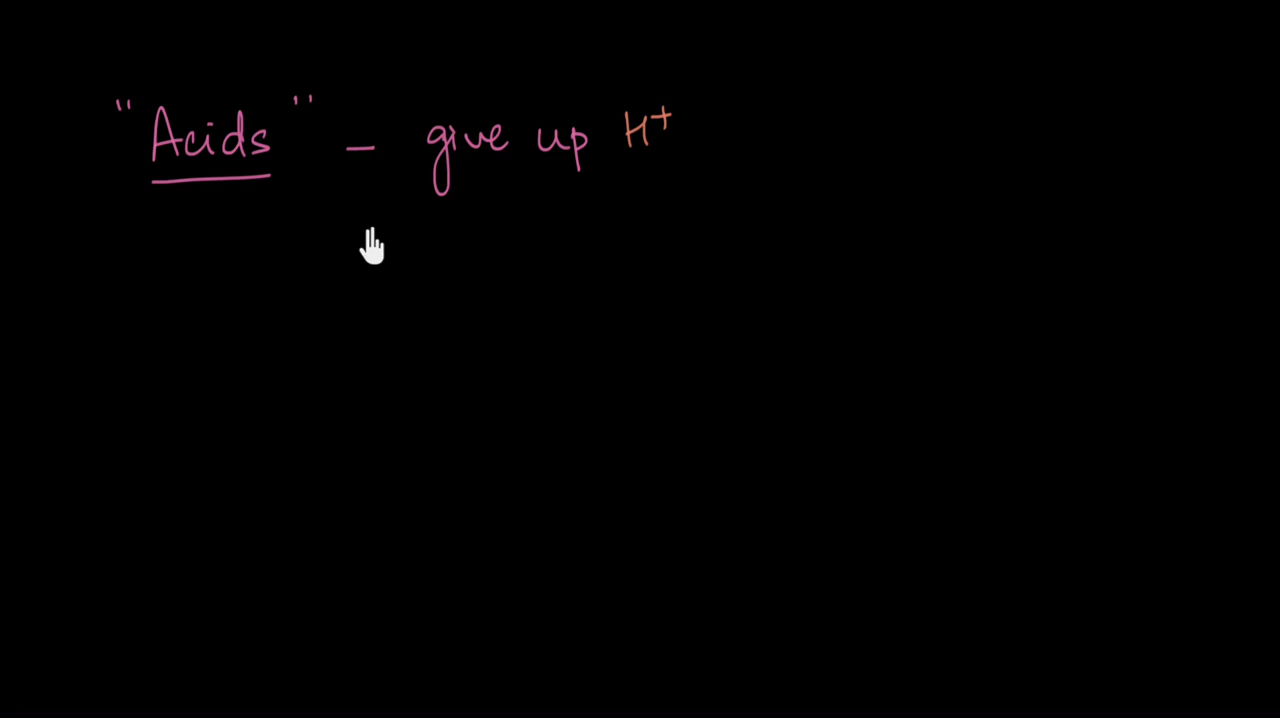 "Acids" - give up H⁺